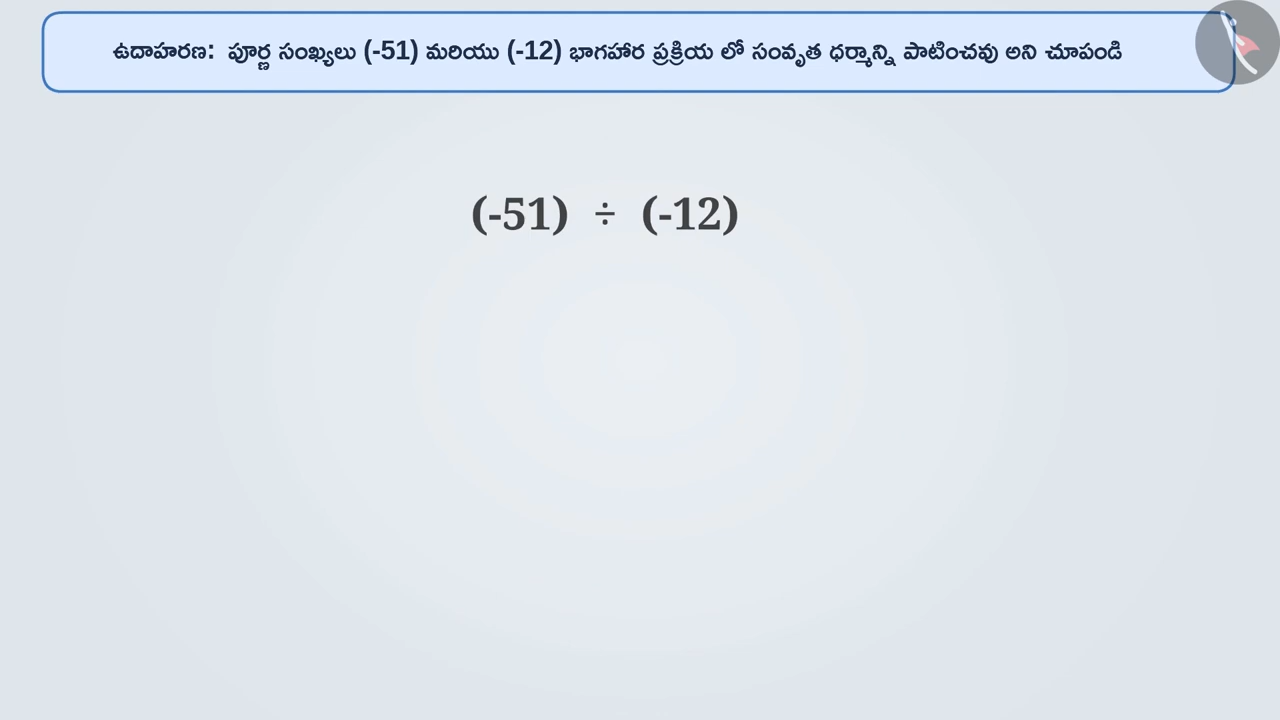 ఉదాహరణ: పూర్ణ సంఖ్యలు (-51) మరియు (-12) భాగహార ప్రక్రియ లో సంవృత ధర్మాన్ని పాటించవు అని చూపండి
(-51) ÷ (-12)